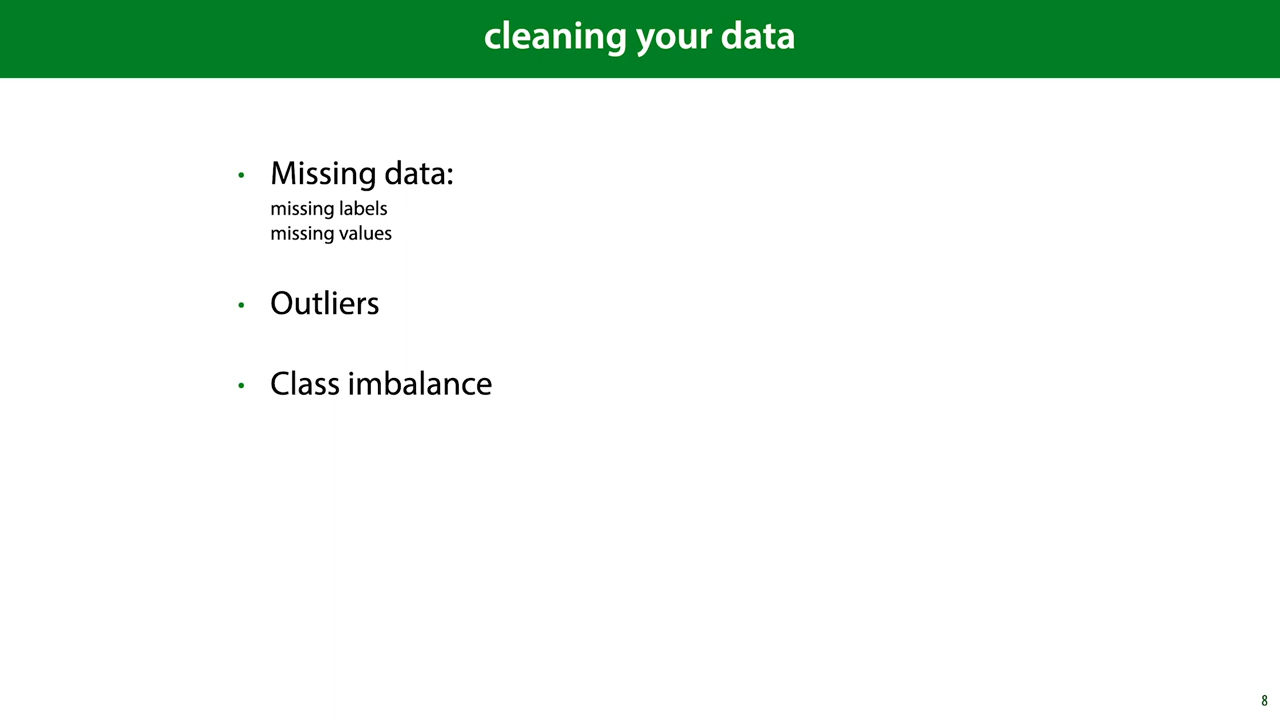 cleaning your data
• Missing data:
missing labels
missing values
• Outliers
• Class imbalance
8